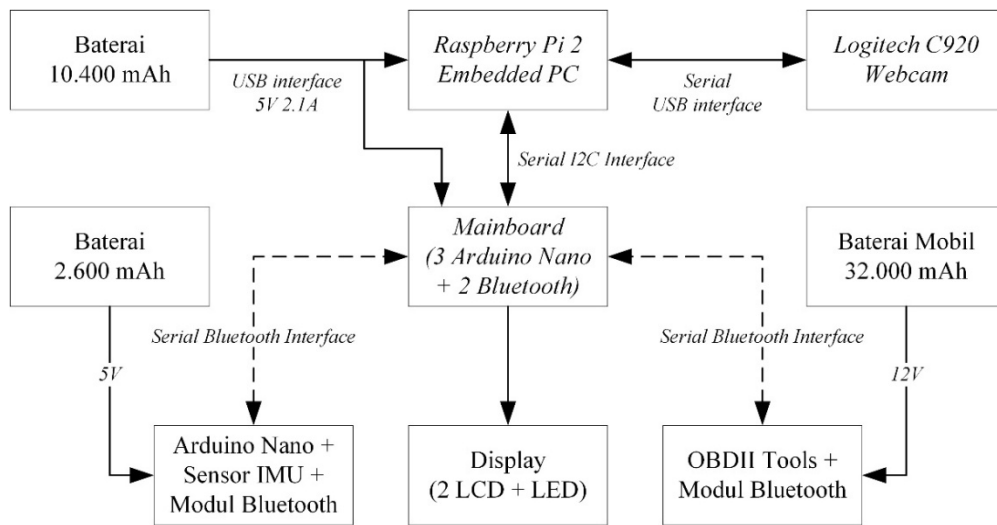 Baterai
10.400 mAh
USB interface
5V 2.1A
Raspberry Pi 2
Embedded PC
Serial
USB interface
Logitech C920
Webcam
Serial I2C Interface
Baterai
2.600 mAh
Mainboard
(3 Arduino Nano
+ 2 Bluetooth)
Baterai Mobil
32.000 mAh
Serial Bluetooth Interface
Serial Bluetooth Interface
5V
12V
Arduino Nano +
Sensor IMU +
Modul Bluetooth
Display
(2 LCD + LED)
OBDII Tools +
Modul Bluetooth